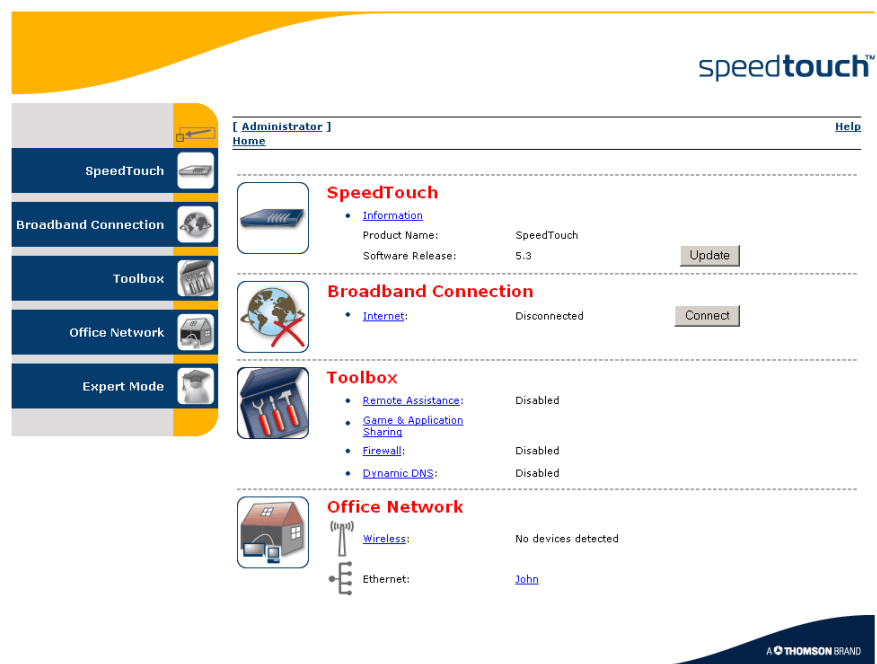 speedtouch™
[ Administrator ]
Help
Home
SpeedTouch
Broadband Connection
Toolbox
Office Network
Expert Mode
SpeedTouch
• Information
Product Name: SpeedTouch
Software Release: 5.3 Update
Broadband Connection
• Internet: Disconnected Connect
Toolbox
• Remote Assistance: Disabled
• Game & Application
Sharing
• Firewall: Disabled
• Dynamic DNS: Disabled
Office Network
Wireless: No devices detected
Ethernet: John
A THOMSON BRAND